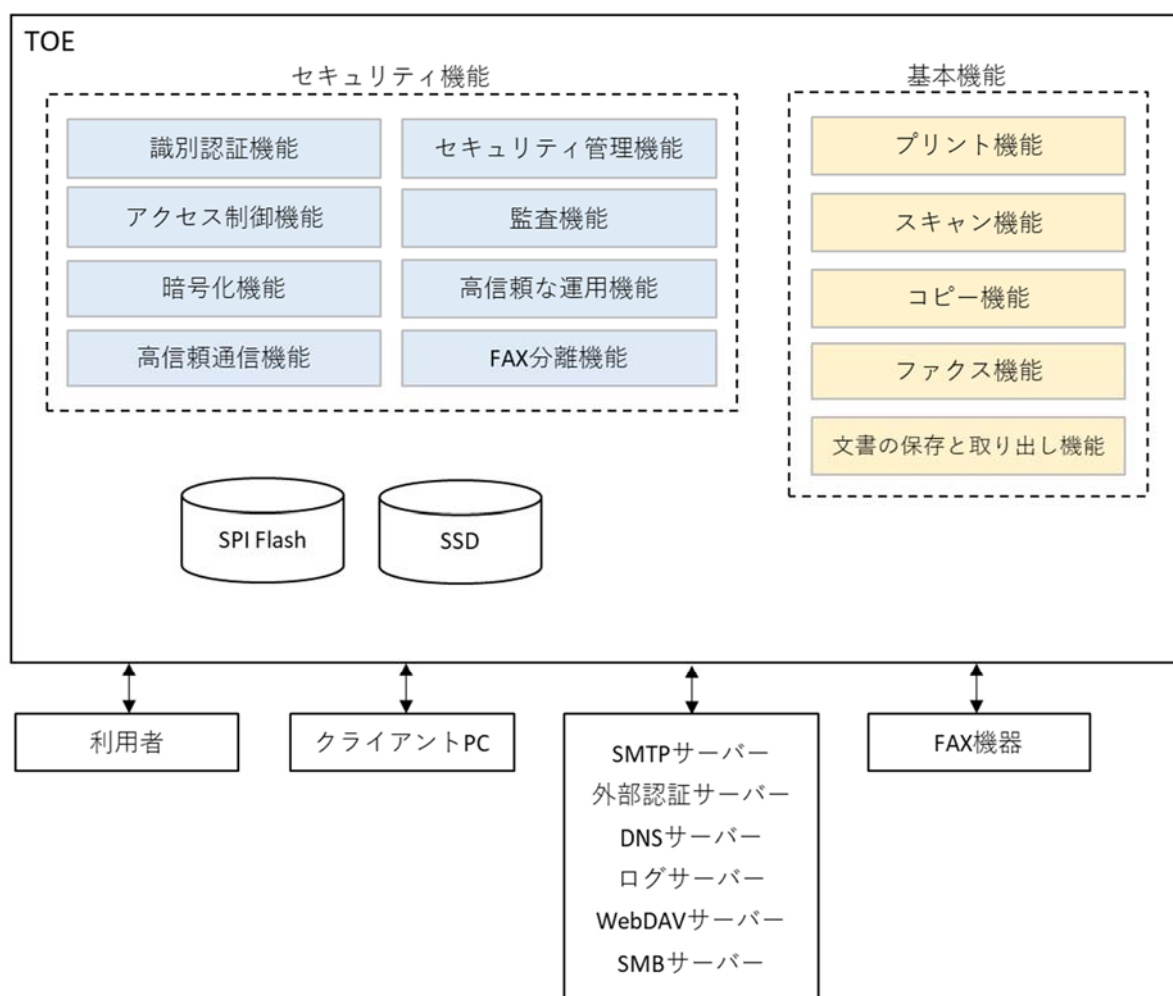 TOE
セキュリティ機能
識別認証機能
セキュリティ管理機能
アクセス制御機能
監査機能
暗号化機能
高信頼な運用機能
高信頼通信機能
FAX分離機能
基本機能
プリント機能
スキャン機能
コピー機能
ファクス機能
文書の保存と取り出し機能
SPI Flash
SSD
利用者
クライアントPC
SMTPサーバー
外部認証サーバー
DNSサーバー
ログサーバー
WebDAVサーバー
SMBサーバー
FAX機器